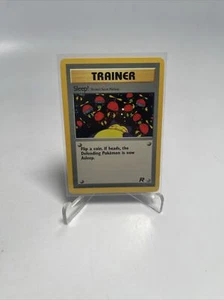 TRAINER
Sleep!
Flip a coin. If heads, the
Defending Pokémon is now
Asleep.
R